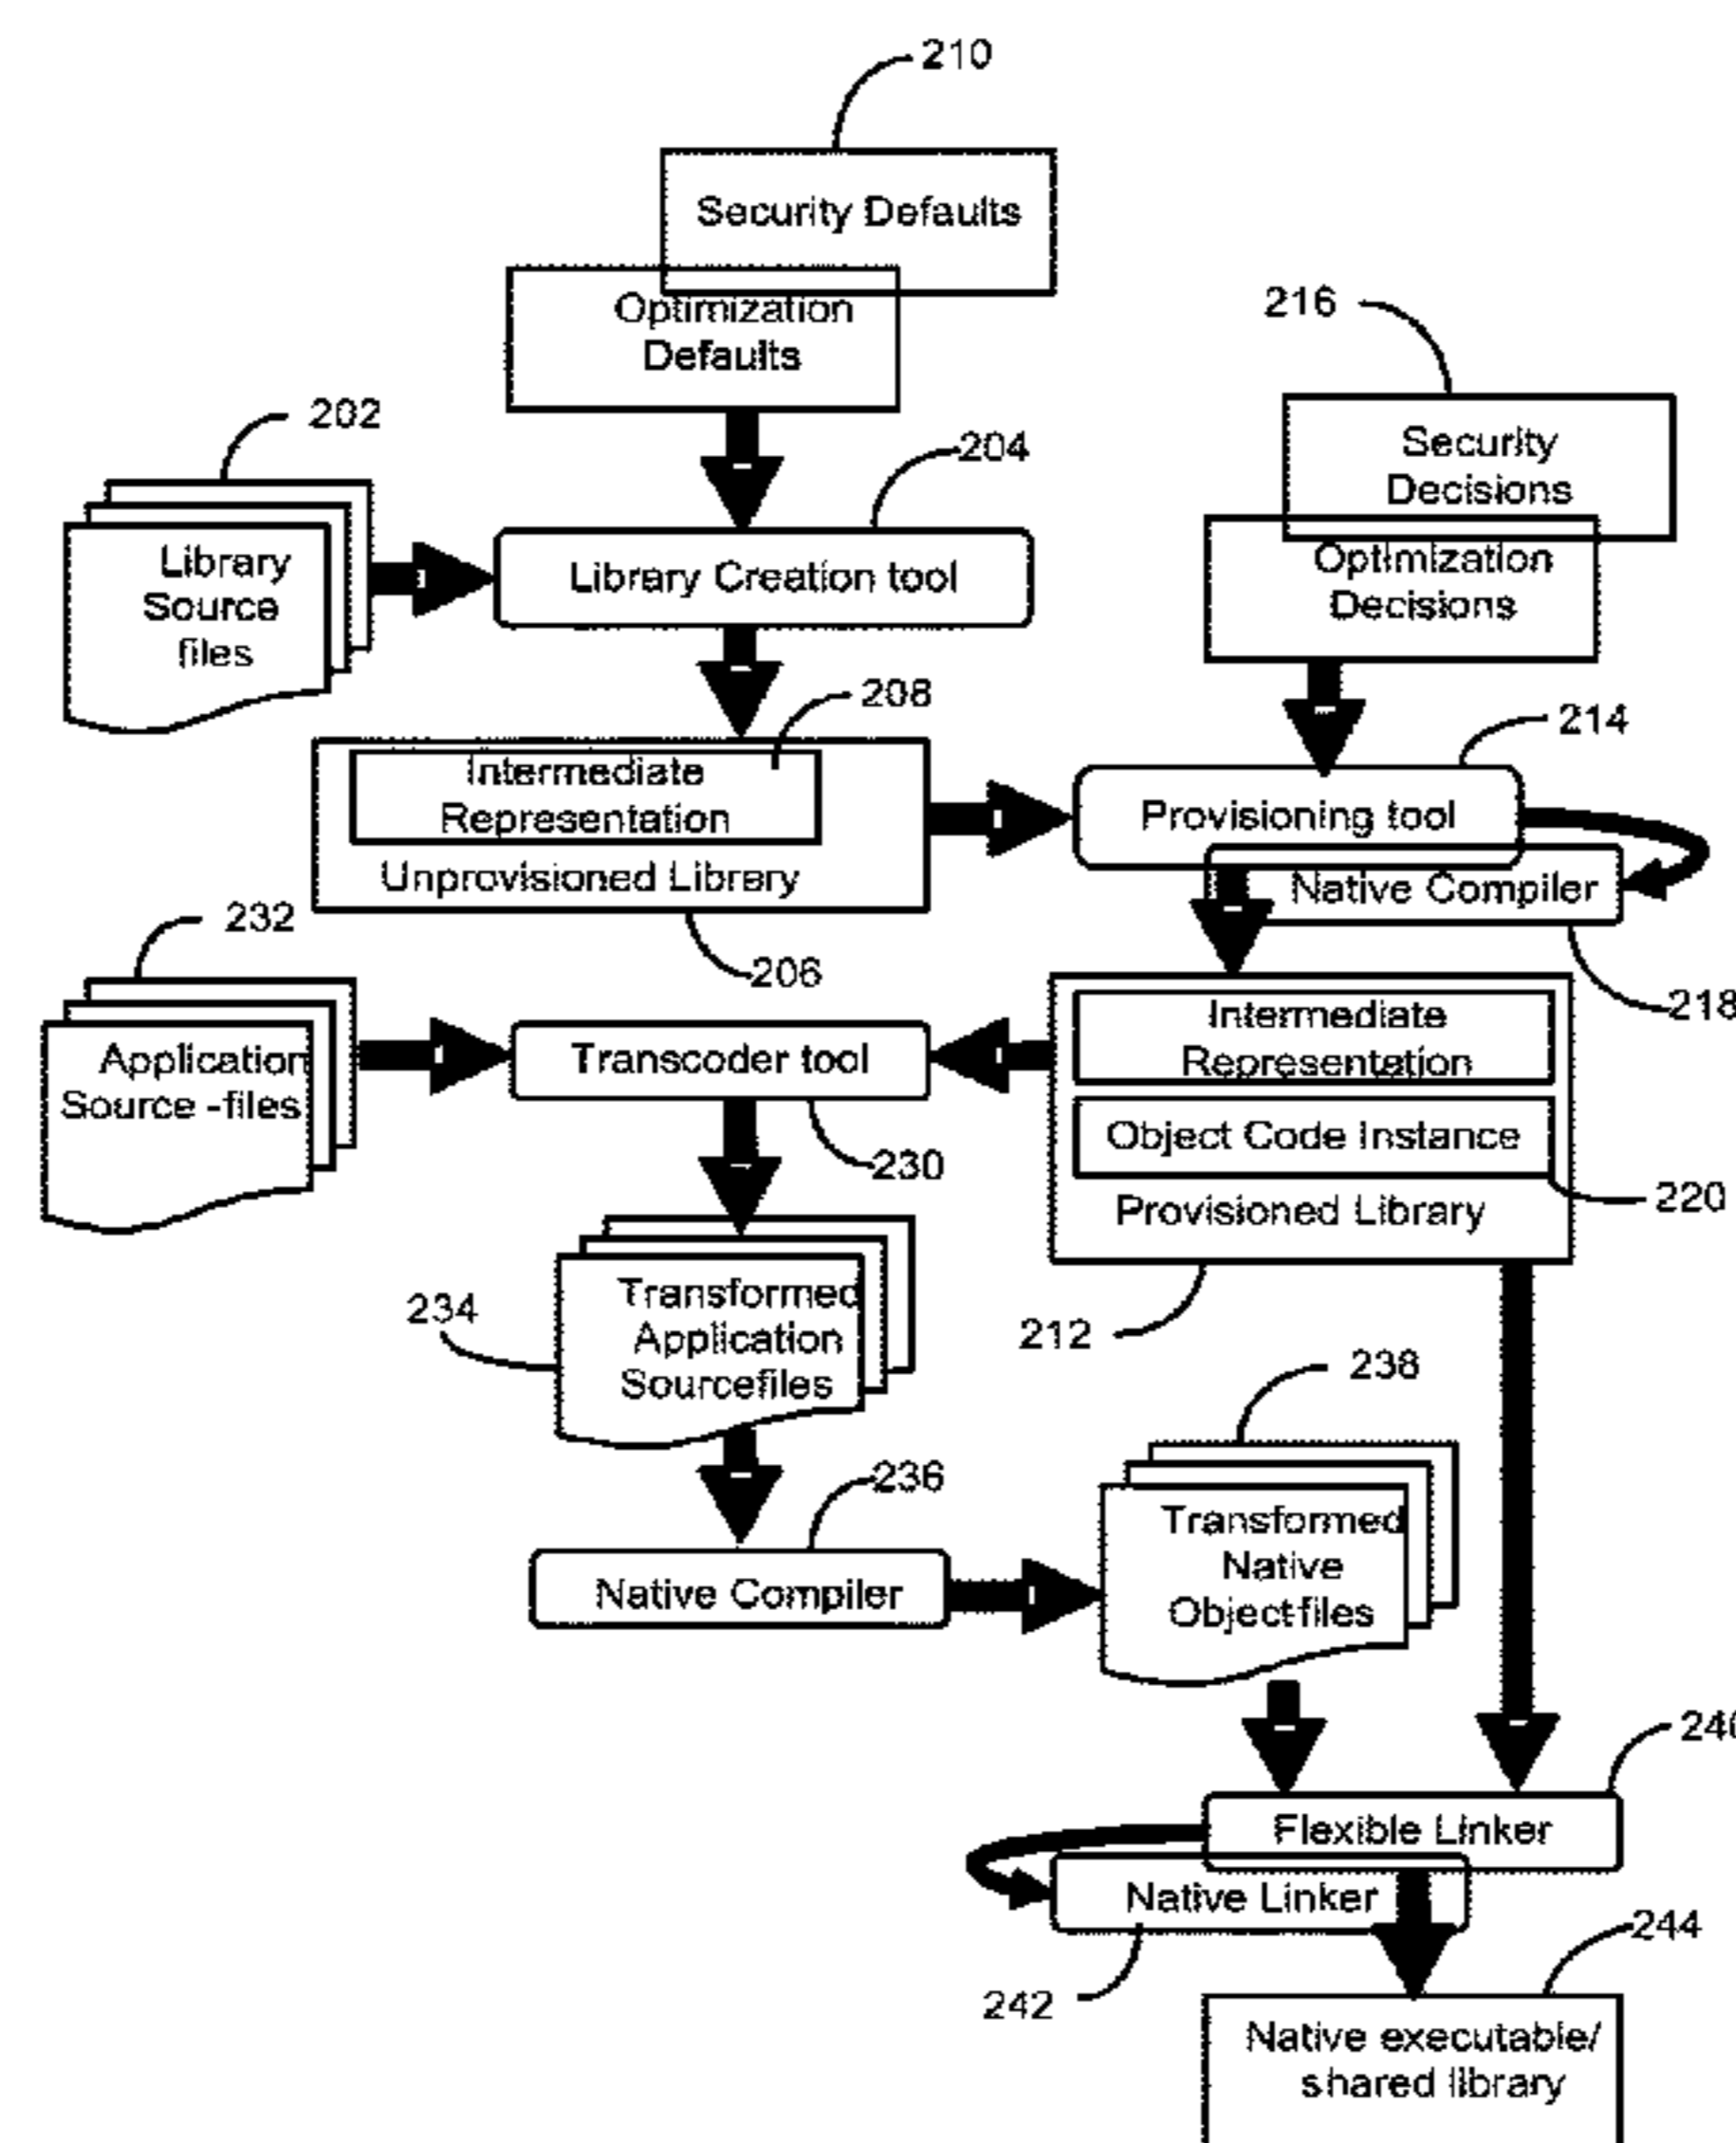 210
Security Defaults
Optimization
Defaults
216
Security
Decisions
Optimization
Decisions
202
204
Library
Source
files
Library Creation tool
208
214
Intermediate
Representation
Unprovisioned Library
Provisioning tool
Native Compiler
232
206
218
Application
Source -files
Transcoder tool
Intermediate
Representation
Object Code Instance
Provisioned Library
230
220
234
Transformed
Application
Sourcefiles
212
238
236
Native Compiler
Transformed
Native
Object-files
240
Flexible Linker
Native Linker
242
244
Native executable/
shared library